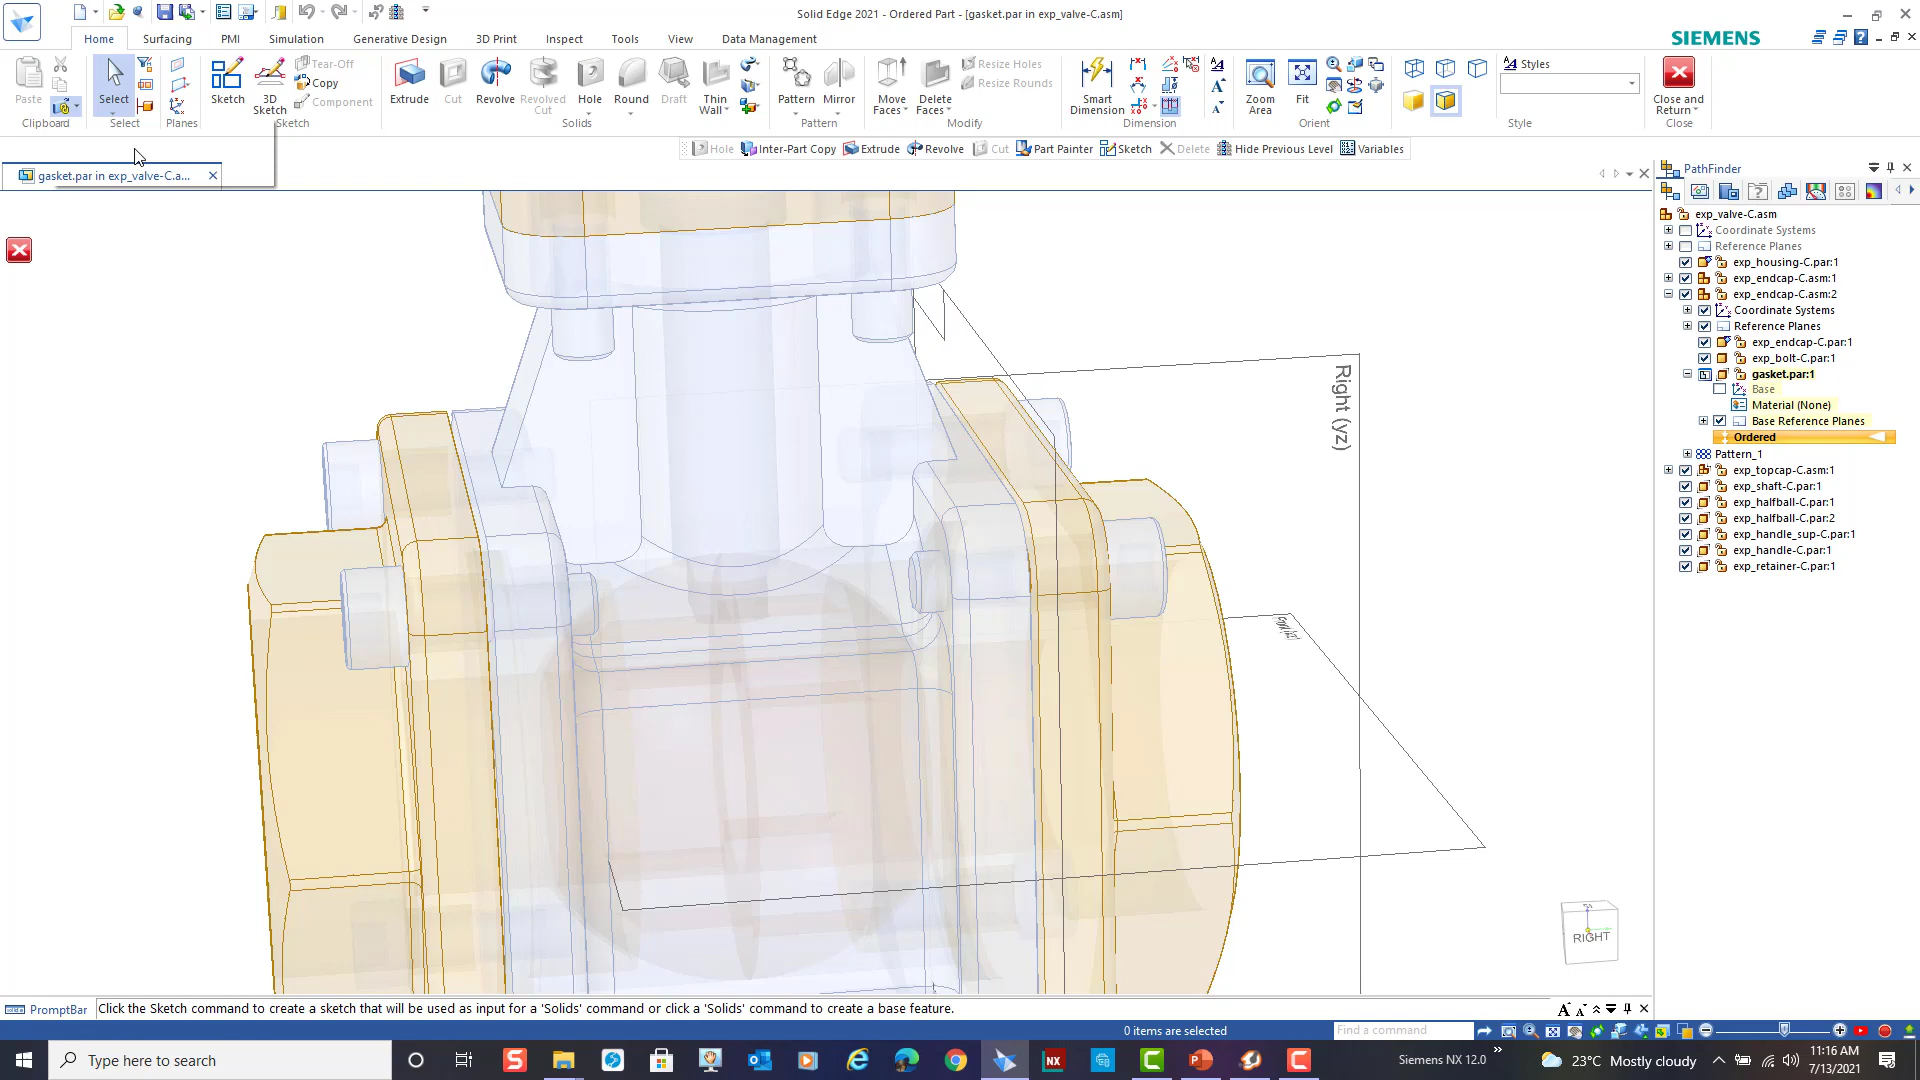 Solid Edge 2021 - Ordered Part - [gasket.par in exp_valve-C.asm]
Home Surfacing PMI Simulation Generative Design 3D Print Inspect Tools View Data Management
SIEMENS
Paste
Clipboard
Select
Select
Planes
Sketch
3D Sketch
Tear-Off
Copy
Component
Sketch
Extrude
Cut
Revolve
Revolved Cut
Hole
Round
Draft
Thin Wall
Solids
Pattern
Mirror
Pattern
Move Faces
Delete Faces
Resize Holes
Resize Rounds
Modify
Smart Dimension
Dimension
Zoom Area
Fit
Orient
Styles
Style
Close and Return
Close
Hole Inter-Part Copy Extrude Revolve Cut Part Painter Sketch Delete Hide Previous Level Variables
gasket.par in exp_valve-C.a...
PathFinder
exp_valve-C.asm
Coordinate Systems
Reference Planes
exp_housing-C.par:1
exp_endcap-C.asm:1
exp_endcap-C.asm:2
Coordinate Systems
Reference Planes
exp_endcap-C.par:1
exp_bolt-C.par:1
gasket.par:1
Base
Material (None)
Base Reference Planes
Ordered
Pattern_1
exp_topcap-C.asm:1
exp_shaft-C.par:1
exp_halfball-C.par:1
exp_halfball-C.par:2
exp_handle_sup-C.par:1
exp_handle-C.par:1
exp_retainer-C.par:1
Right (yz)
RIGHT
PromptBar
Click the Sketch command to create a sketch that will be used as input for a 'Solids' command or click a 'Solids' command to create a base feature.
0 items are selected
Find a command
Type here to search
Siemens NX 12.0
23°C Mostly cloudy
11:16 AM
7/13/2021